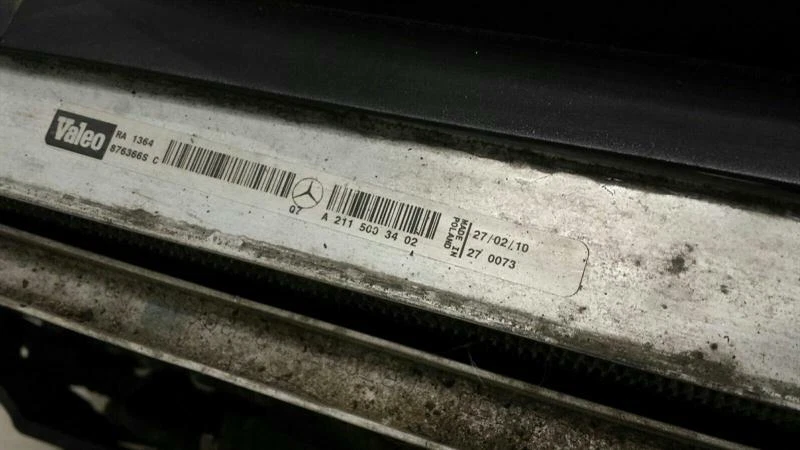 Valeo
RA 1364
876366S C
Q7
A 211 500 34 02
MADE IN
POLAND
27/02/10
27 0073